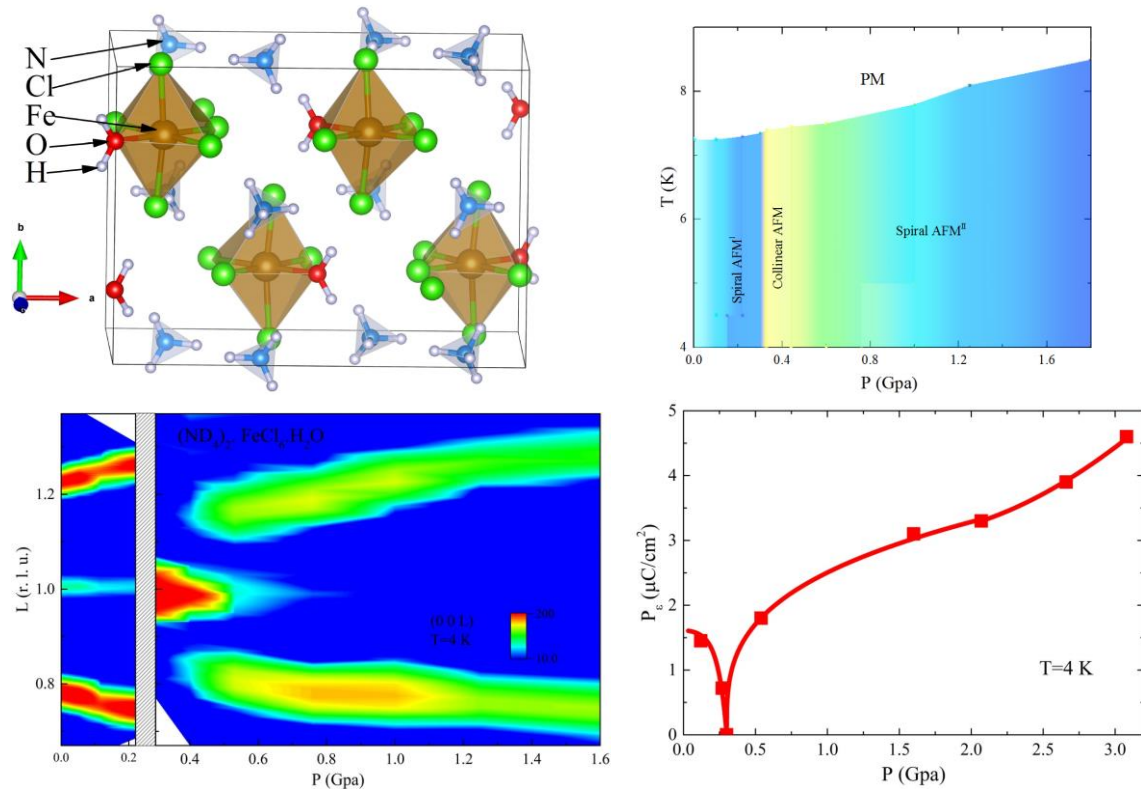 N
Cl
Fe
O
H
b
a
c
8
6
4
T (K)
PM
Spiral AFM^I
Collinear AFM
Spiral AFM^II
0.0 0.4 0.8 1.2 1.6
P (Gpa)
(ND4)2 FeCl6·H2O
1.2
1.0
0.8
L (r. l. u.)
(0 0 L)
T=4 K
200
10.0
0.0 0.2 0.4 0.6 0.8 1.0 1.2 1.4 1.6
P (Gpa)
5
4
3
2
1
0
Pε (μC/cm²)
T=4 K
0.0 0.5 1.0 1.5 2.0 2.5 3.0
P (Gpa)